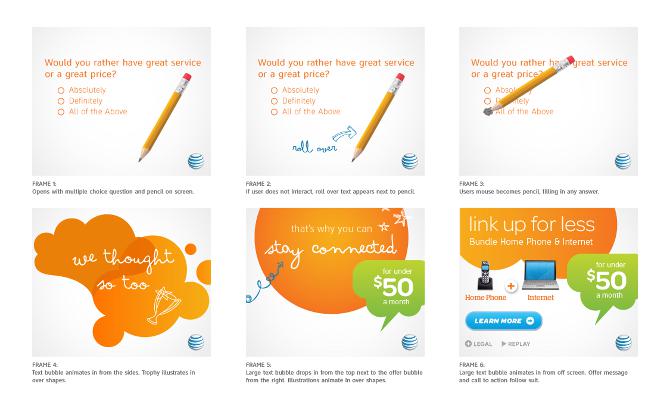 Would you rather have great service
or a great price?
Absolutely
Definitely
All of the Above
FRAME 1:
Opens with multiple choice question and pencil on screen.
Would you rather have great service
or a great price?
Absolutely
Definitely
All of the Above
roll over
FRAME 2:
If user does not interact, roll over text appears next to pencil.
Would you rather have great service
or a great price?
All of the Above
FRAME 3:
Users mouse becomes pencil, filling in any answer.
we thought
so too
FRAME 4:
Text bubble animates in from the sides. Trophy illustrates in
over shapes.
that's why you can
stay connected
for under
$50
a month
FRAME 5:
Large text bubble drops in from the top next to the offer bubble
from the right. Illustrations animate in over shapes.
link up for less
Bundle Home Phone & Internet
for under
$50
a month
Home Phone + Internet
LEARN MORE
LEGAL REPLAY
FRAME 6:
Large text bubble animates in from off screen. Offer message
and call to action follow suit.